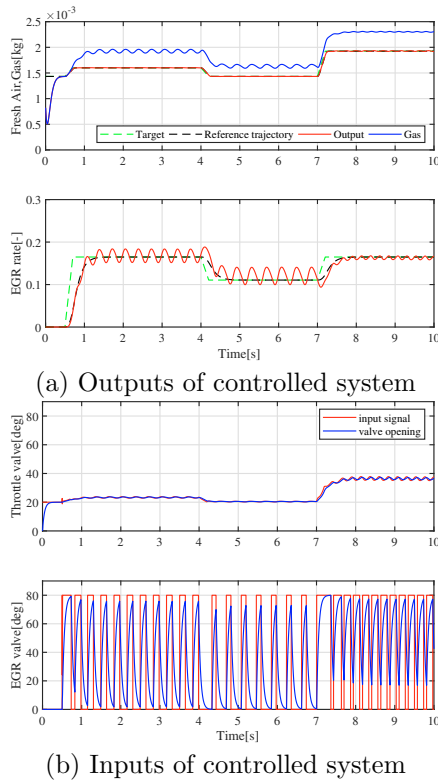 ×10⁻³
2.5
2
1.5
1
0.5
0
Fresh Air,Gas[kg]
Target Reference trajectory Output Gas
0 1 2 3 4 5 6 7 8 9 10
0.3
0.2
0.1
0
EGR rate[-]
0 1 2 3 4 5 6 7 8 9 10
Time[s]
(a) Outputs of controlled system
80
60
40
20
0
Throttle valve[deg]
input signal
valve opening
0 1 2 3 4 5 6 7 8 9 10
80
60
40
20
0
EGR valve[deg]
0 1 2 3 4 5 6 7 8 9 10
Time[s]
(b) Inputs of controlled system